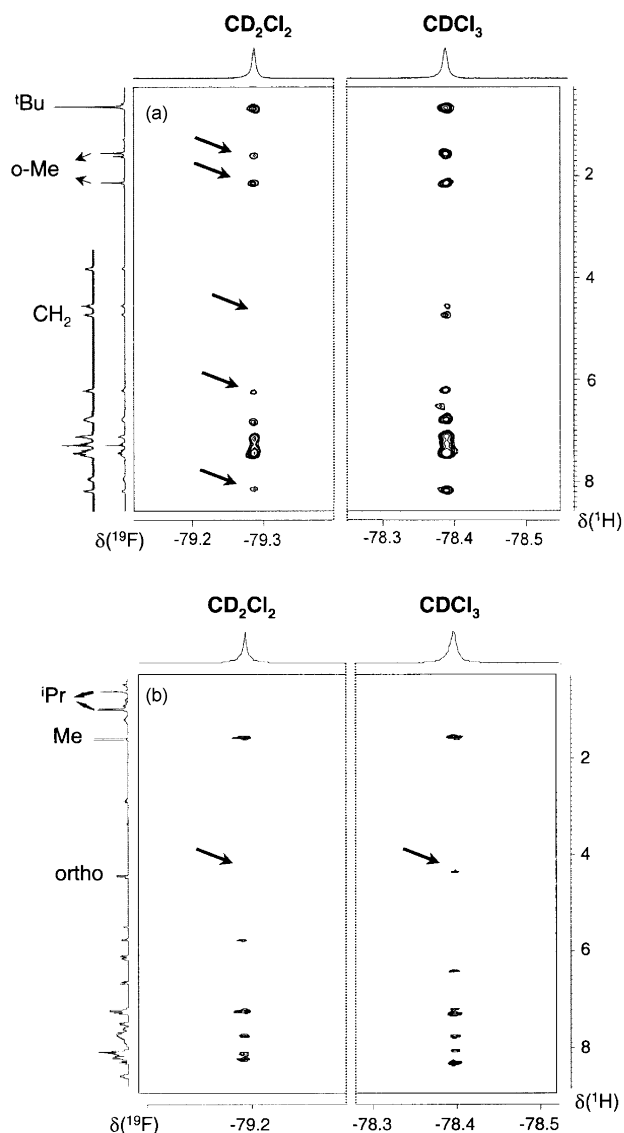 CD₂Cl₂ CDCl₃
ᵗBu
(a)
o-Me
2
4
CH₂
6
8
δ(¹H)
δ(¹⁹F) -79.2 -79.3 -78.3 -78.4 -78.5
CD₂Cl₂ CDCl₃
ⁱPr
(b)
Me
2
4
ortho
6
8
δ(¹H)
δ(¹⁹F) -79.2 -78.3 -78.4 -78.5